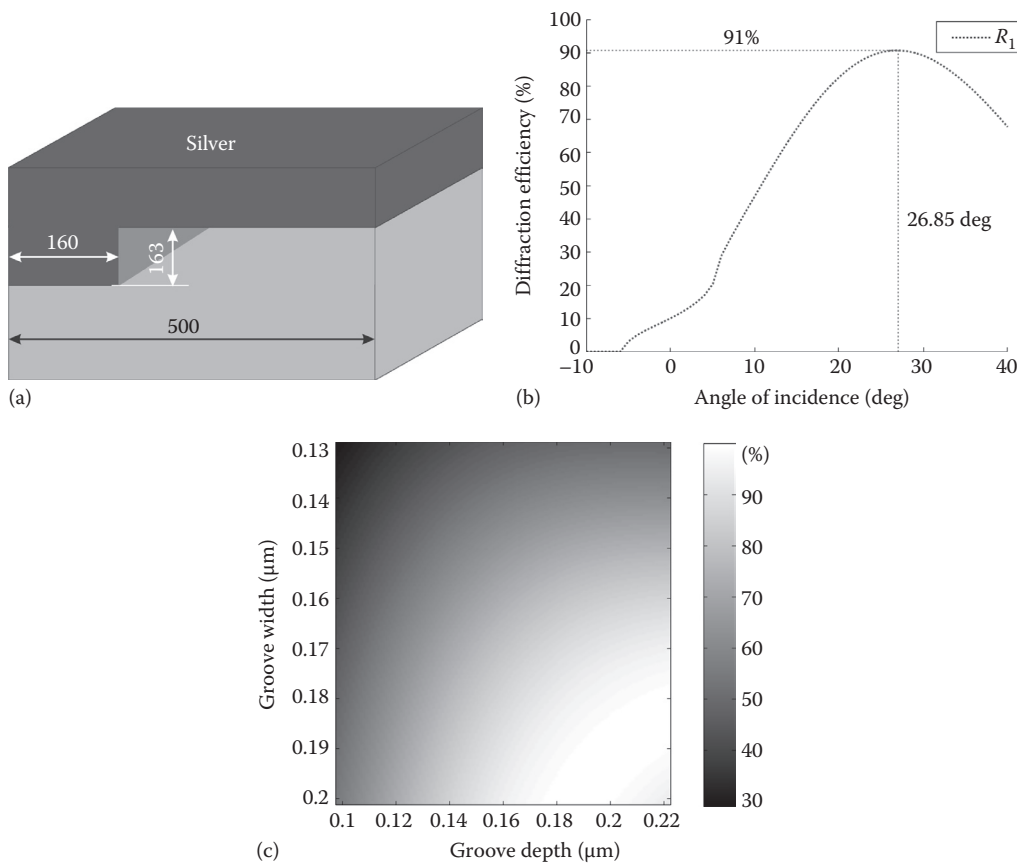 Silver
160
163
500
(a)
100
90
80
70
60
50
40
30
20
10
0
Diffraction efficiency (%)
91%
R1
26.85 deg
−10 0 10 20 30 40
Angle of incidence (deg)
(b)
0.13
0.14
0.15
0.16
0.17
0.18
0.19
0.2
Groove width (μm)
0.1 0.12 0.14 0.16 0.18 0.2 0.22
Groove depth (μm)
(%)
90
80
70
60
50
40
30
(c)